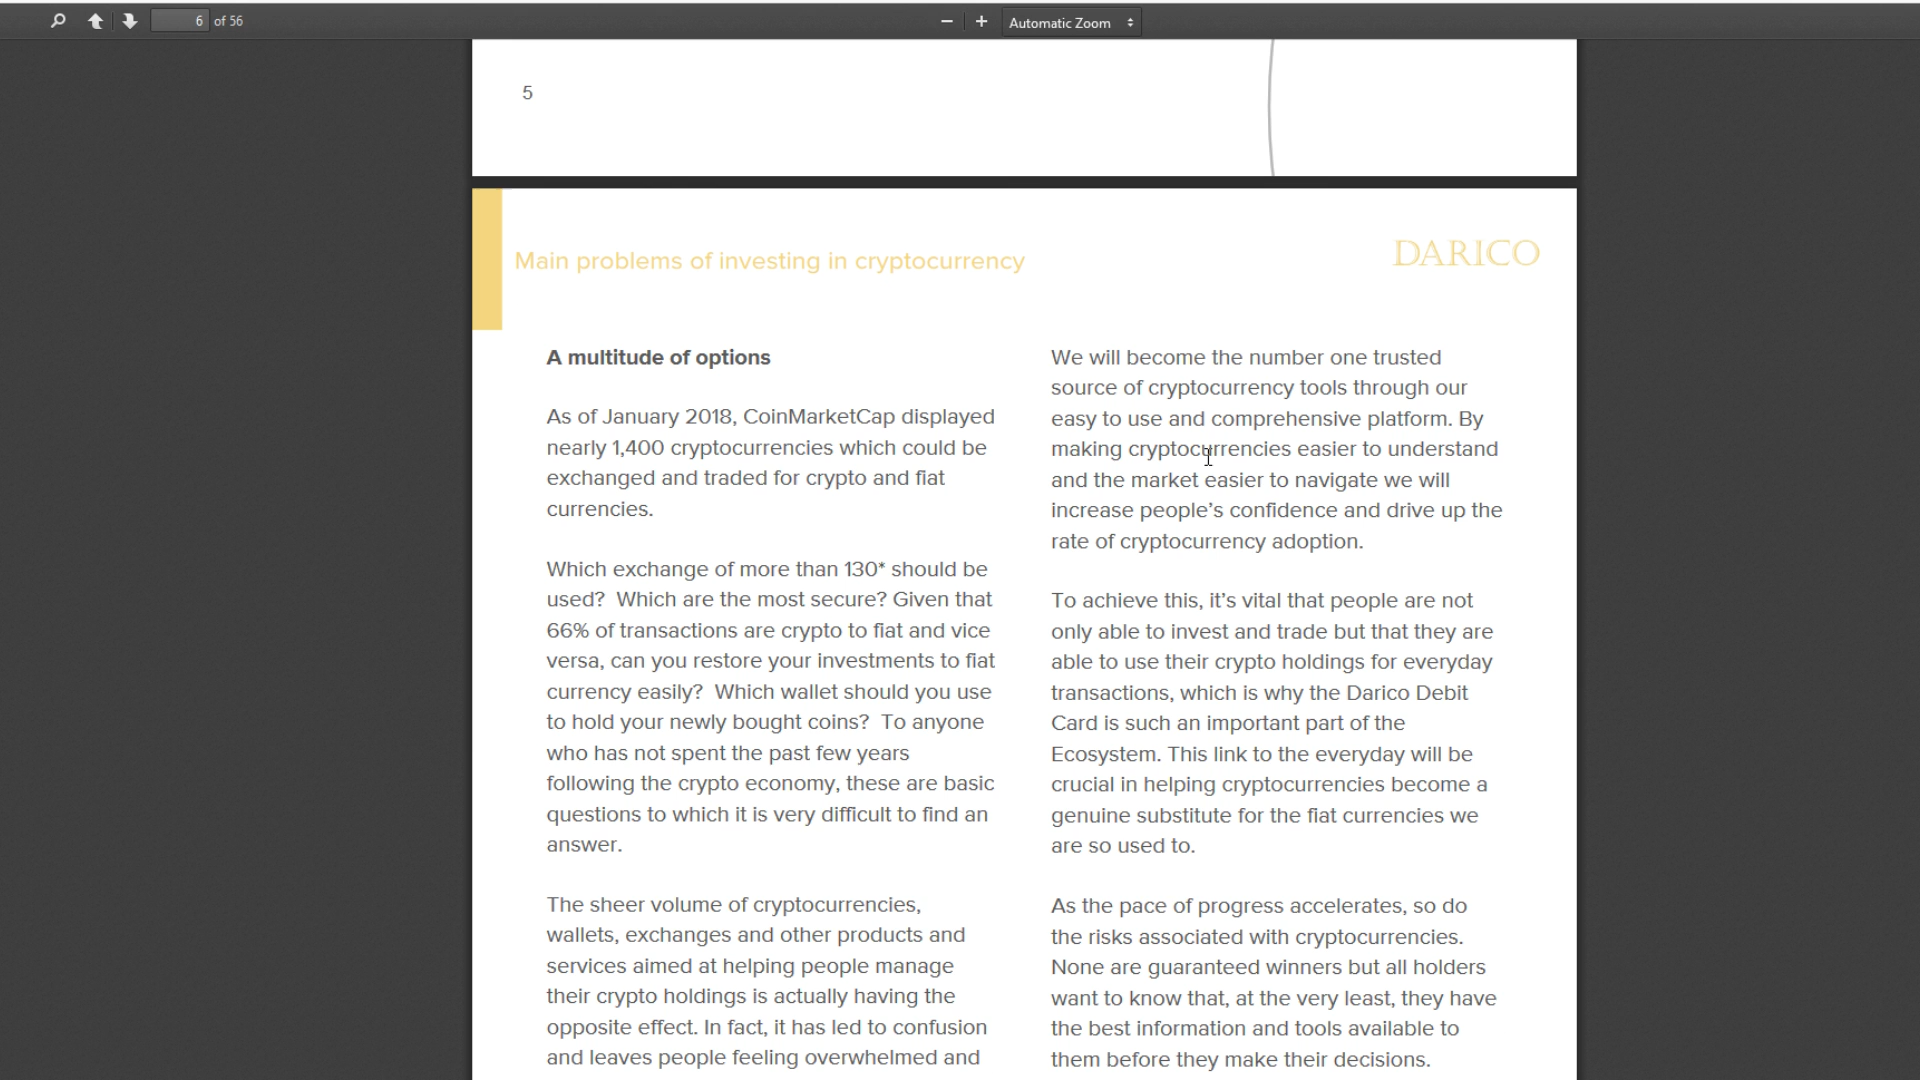 6 of 56
Automatic Zoom
5
Main problems of investing in cryptocurrency
DARICO
A multitude of options
As of January 2018, CoinMarketCap displayed
nearly 1,400 cryptocurrencies which could be
exchanged and traded for crypto and fiat
currencies.
Which exchange of more than 130* should be
used?  Which are the most secure? Given that
66% of transactions are crypto to fiat and vice
versa, can you restore your investments to fiat
currency easily?  Which wallet should you use
to hold your newly bought coins?  To anyone
who has not spent the past few years
following the crypto economy, these are basic
questions to which it is very difficult to find an
answer.
The sheer volume of cryptocurrencies,
wallets, exchanges and other products and
services aimed at helping people manage
their crypto holdings is actually having the
opposite effect. In fact, it has led to confusion
and leaves people feeling overwhelmed and
We will become the number one trusted
source of cryptocurrency tools through our
easy to use and comprehensive platform. By
making cryptocurrencies easier to understand
and the market easier to navigate we will
increase people’s confidence and drive up the
rate of cryptocurrency adoption.
To achieve this, it’s vital that people are not
only able to invest and trade but that they are
able to use their crypto holdings for everyday
transactions, which is why the Darico Debit
Card is such an important part of the
Ecosystem. This link to the everyday will be
crucial in helping cryptocurrencies become a
genuine substitute for the fiat currencies we
are so used to.
As the pace of progress accelerates, so do
the risks associated with cryptocurrencies.
None are guaranteed winners but all holders
want to know that, at the very least, they have
the best information and tools available to
them before they make their decisions.